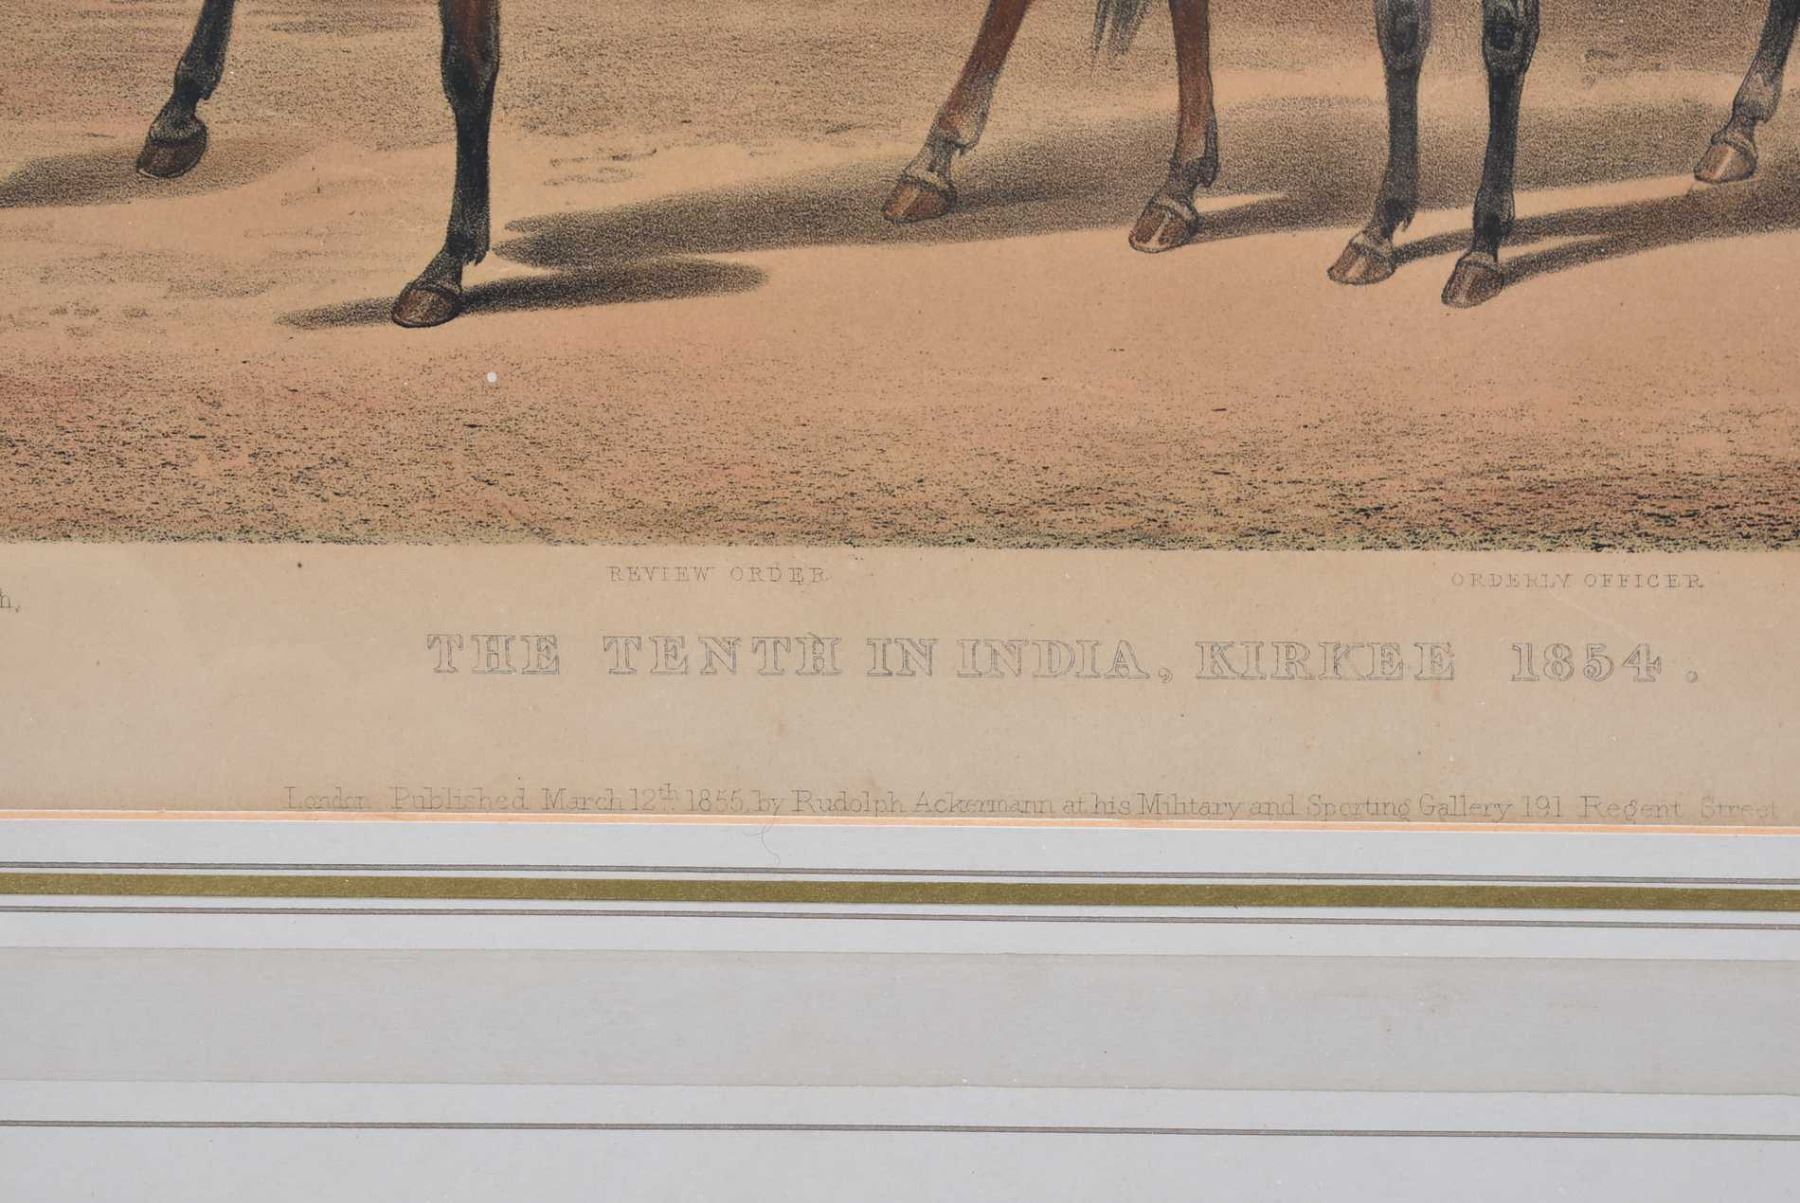 REVIEW ORDER
ORDERLY OFFICER
h,
THE TENTH IN INDIA, KIRKEE 1854.
London Published March 12th 1855, by Rudolph Ackermann at his Military and Sporting Gallery 191 Regent Street